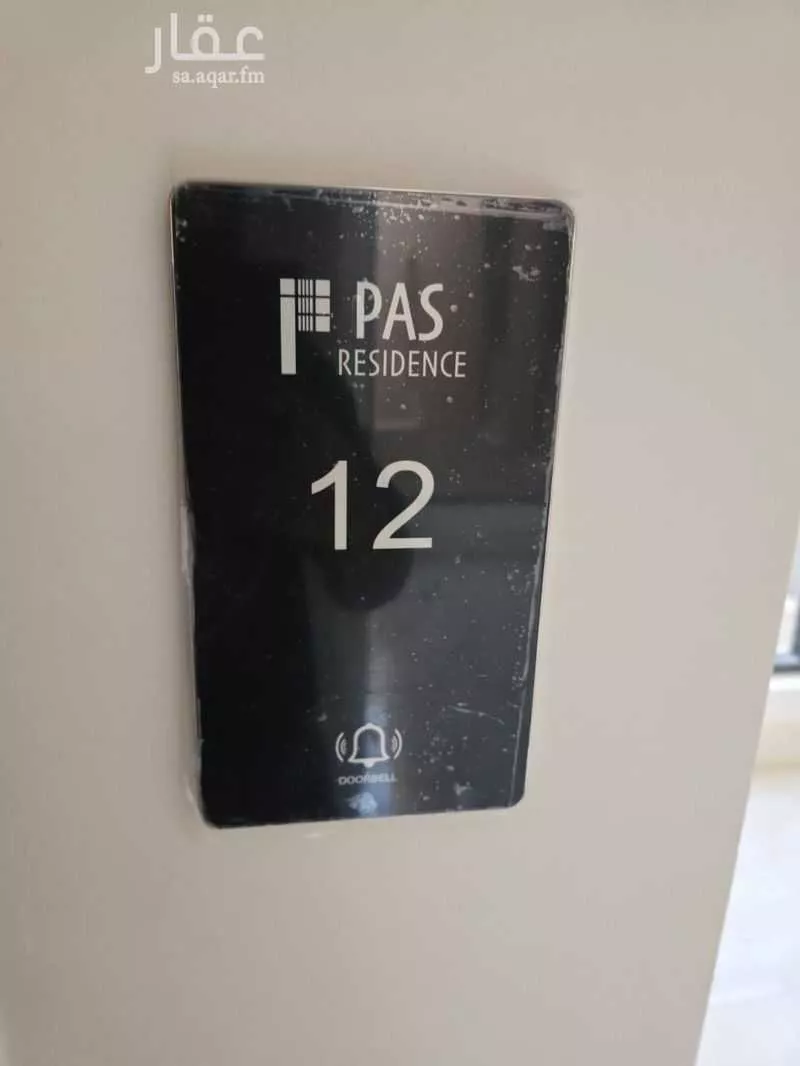 عقار
sa.aqar.fm
PAS
RESIDENCE
12
DOORBELL